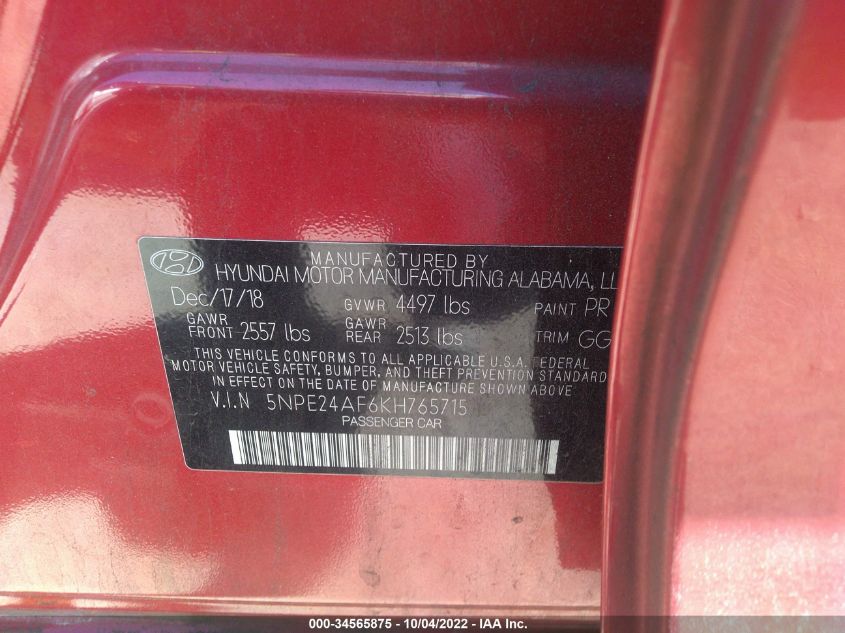 MANUFACTURED BY
HYUNDAI MOTOR MANUFACTURING ALABAMA, LL
Dec/17/18 GVWR 4497 lbs PAINT PR
GAWR FRONT 2557 lbs GAWR REAR 2513 lbs TRIM GG
THIS VEHICLE CONFORMS TO ALL APPLICABLE U.S.A. FEDERAL
MOTOR VEHICLE SAFETY, BUMPER, AND THEFT PREVENTION STANDARD
IN EFFECT ON THE DATE OF MANUFACTURE SHOWN ABOVE
V.I.N 5NPE24AF6KH765715
PASSENGER CAR
000-34565875 - 10/04/2022 - IAA Inc.